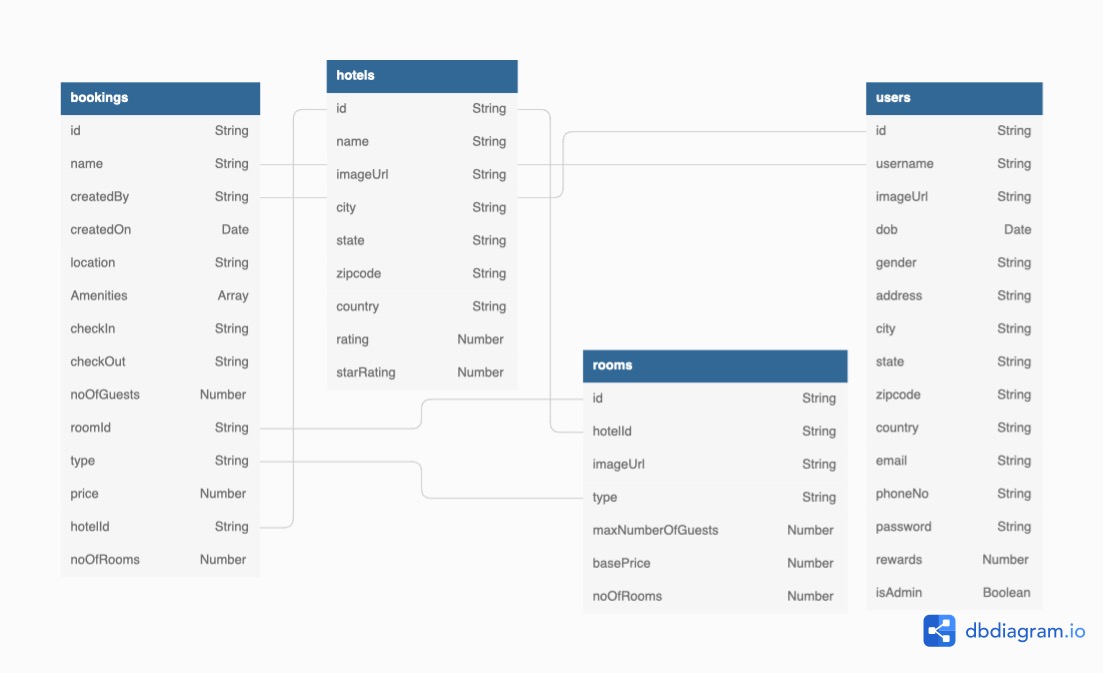 bookings
id String
name String
createdBy String
createdOn Date
location String
Amenities Array
checkIn String
checkOut String
noOfGuests Number
roomId String
type String
price Number
hotelId String
noOfRooms Number
hotels
id String
name String
imageUrl String
city String
state String
zipcode String
country String
rating Number
starRating Number
rooms
id String
hotelId String
imageUrl String
type String
maxNumberOfGuests Number
basePrice Number
noOfRooms Number
users
id String
username String
imageUrl String
dob Date
gender String
address String
city String
state String
zipcode String
country String
email String
phoneNo String
password String
rewards Number
isAdmin Boolean
dbdiagram.io